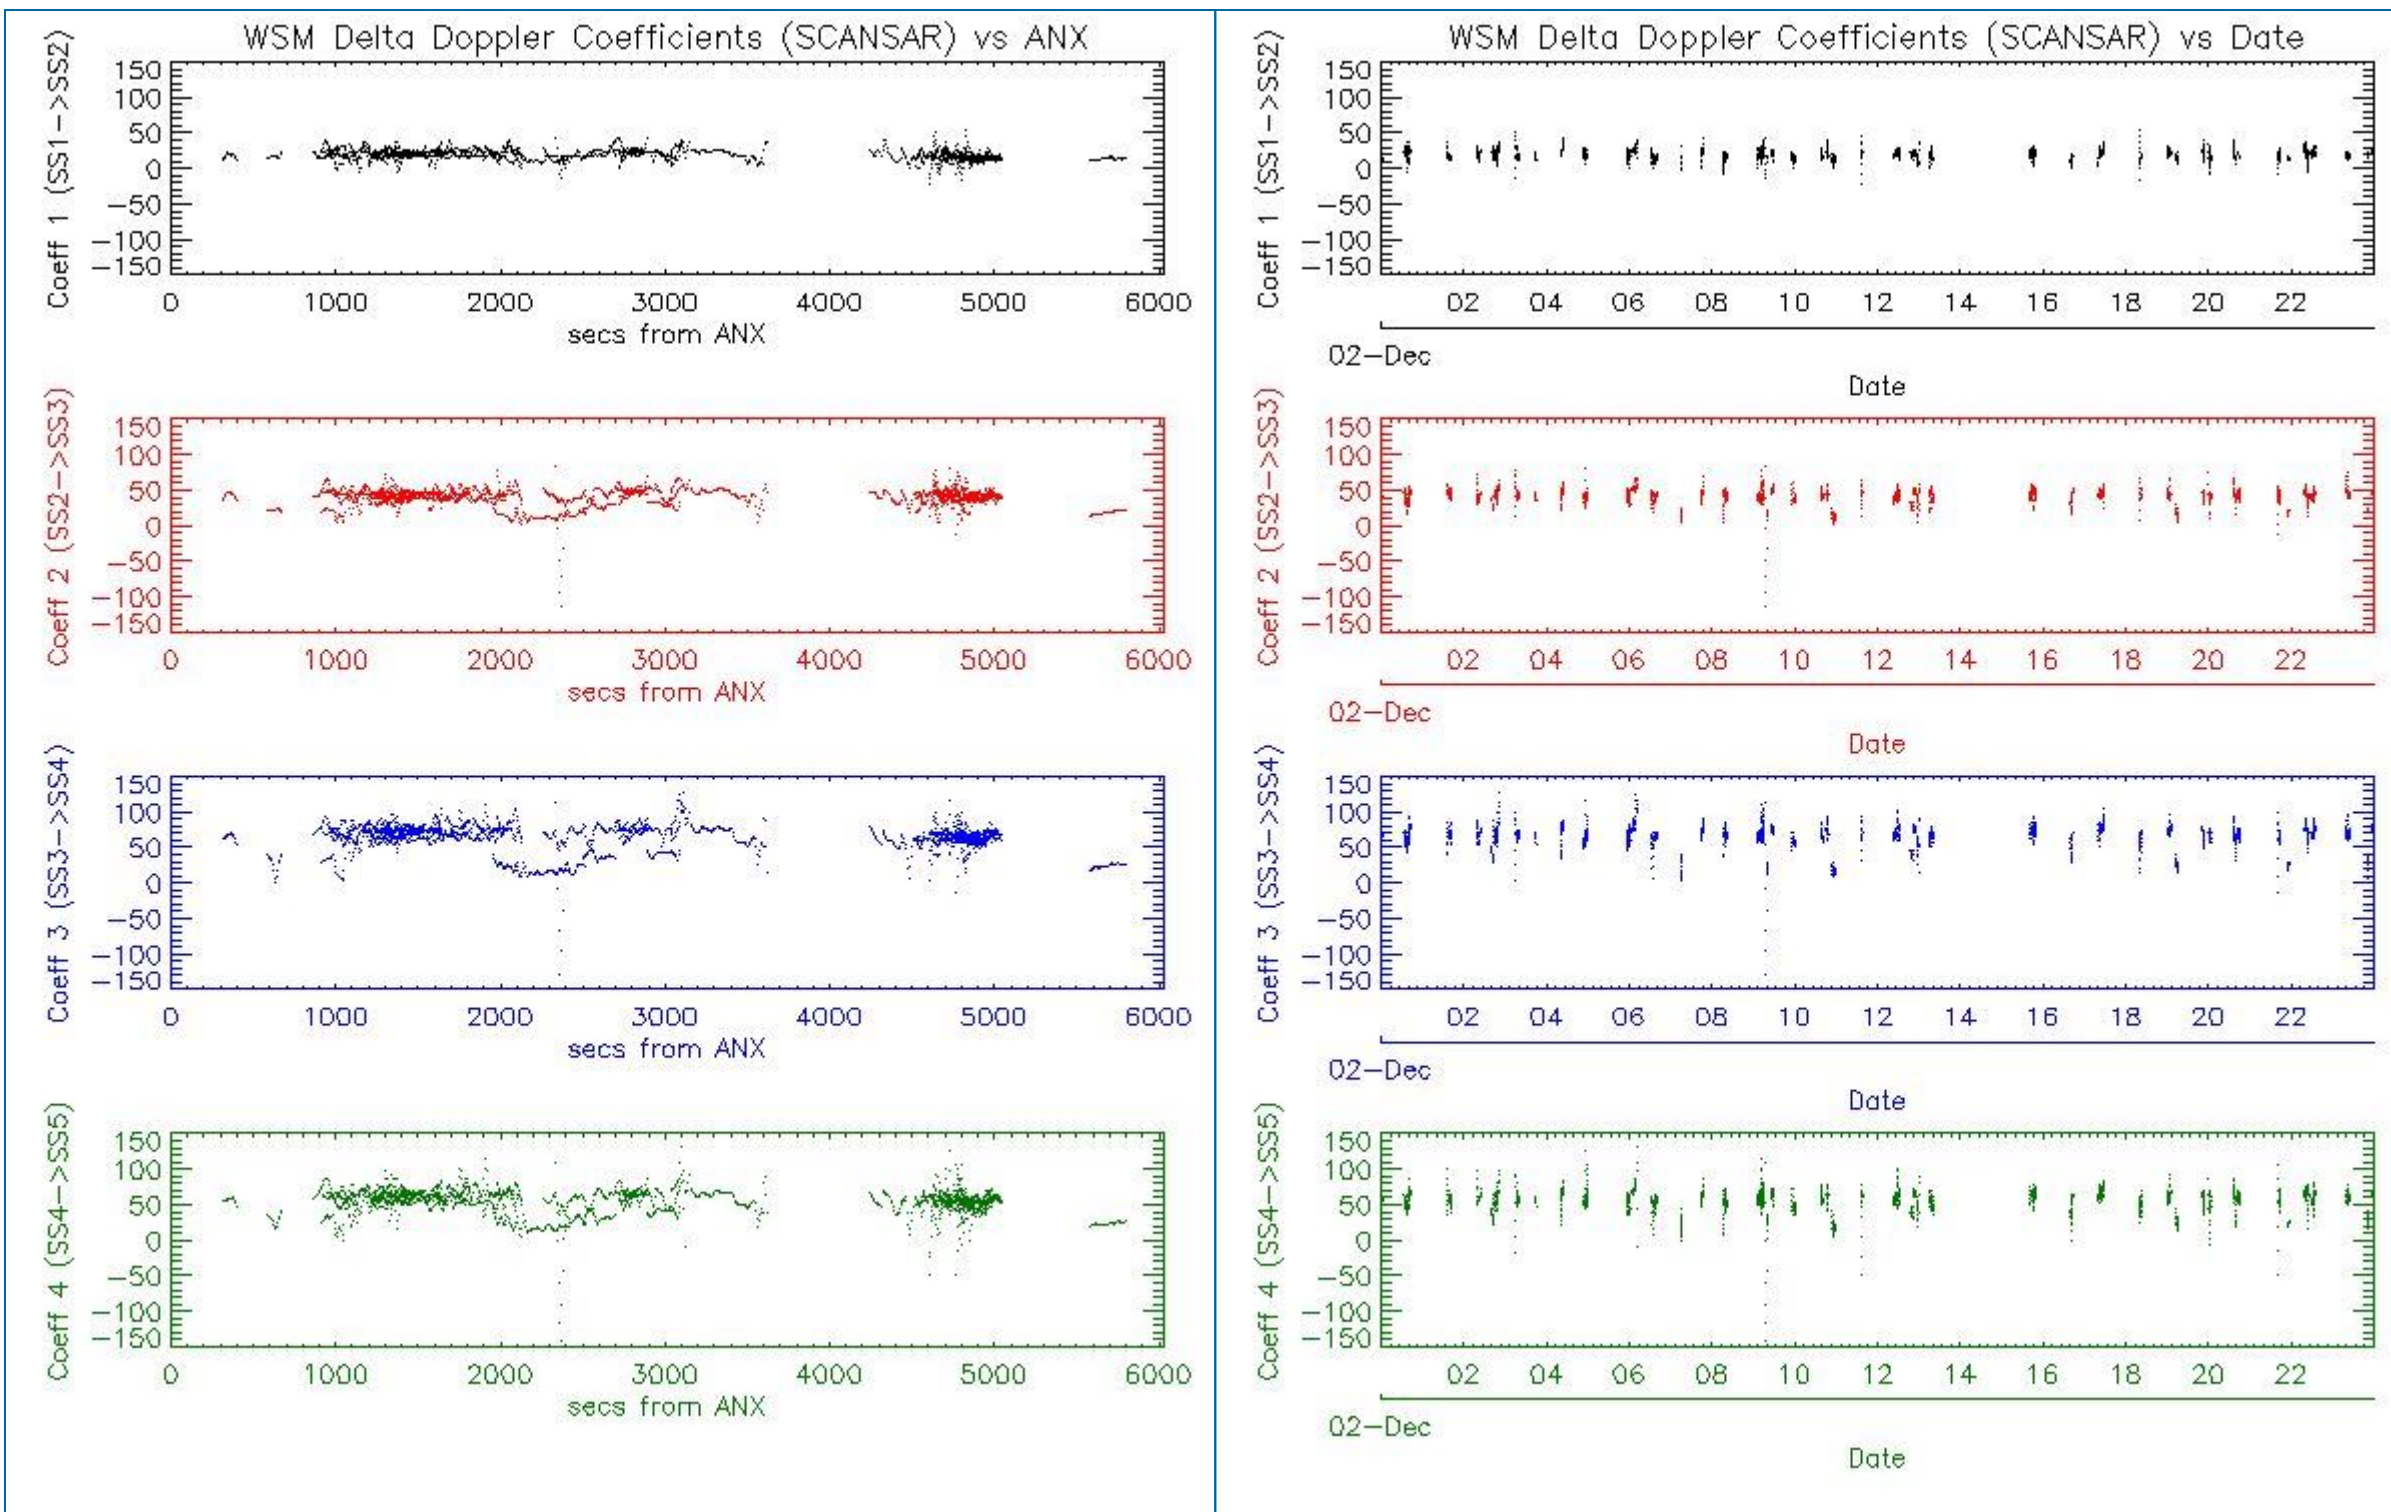 WSM Delta Doppler Coefficients (SCANSAR) vs ANX
Coeff 1 (SS1->SS2)
150
100
50
0
-50
-100
-150
0 1000 2000 3000 4000 5000 6000
secs from ANX
Coeff 2 (SS2->SS3)
150
100
50
0
-50
-100
-150
0 1000 2000 3000 4000 5000 6000
secs from ANX
Coeff 3 (SS3->SS4)
150
100
50
0
-50
-100
-150
0 1000 2000 3000 4000 5000 6000
secs from ANX
Coeff 4 (SS4->SS5)
150
100
50
0
-50
-100
-150
0 1000 2000 3000 4000 5000 6000
secs from ANX
WSM Delta Doppler Coefficients (SCANSAR) vs Date
Coeff 1 (SS1->SS2)
150
100
50
0
-50
-100
-150
02 04 06 08 10 12 14 16 18 20 22
02-Dec
Date
Coeff 2 (SS2->SS3)
150
100
50
0
-50
-100
-150
02 04 06 08 10 12 14 16 18 20 22
02-Dec
Date
Coeff 3 (SS3->SS4)
150
100
50
0
-50
-100
-150
02 04 06 08 10 12 14 16 18 20 22
02-Dec
Date
Coeff 4 (SS4->SS5)
150
100
50
0
-50
-100
-150
02 04 06 08 10 12 14 16 18 20 22
02-Dec
Date